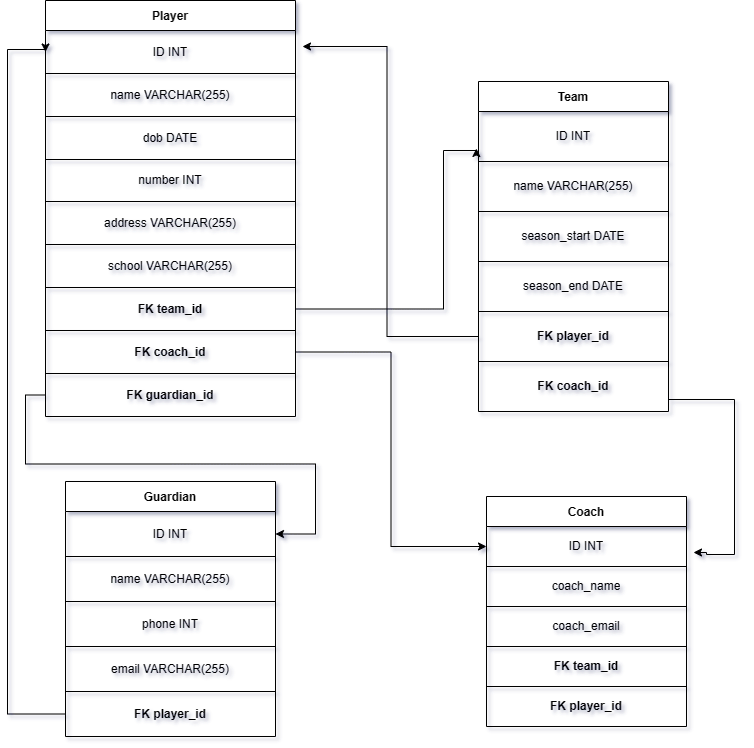 Player
ID INT
name VARCHAR(255)
dob DATE
number INT
address VARCHAR(255)
school VARCHAR(255)
FK team_id
FK coach_id
FK guardian_id
Team
ID INT
name VARCHAR(255)
season_start DATE
season_end DATE
FK player_id
FK coach_id
Guardian
ID INT
name VARCHAR(255)
phone INT
email VARCHAR(255)
FK player_id
Coach
ID INT
coach_name
coach_email
FK team_id
FK player_id